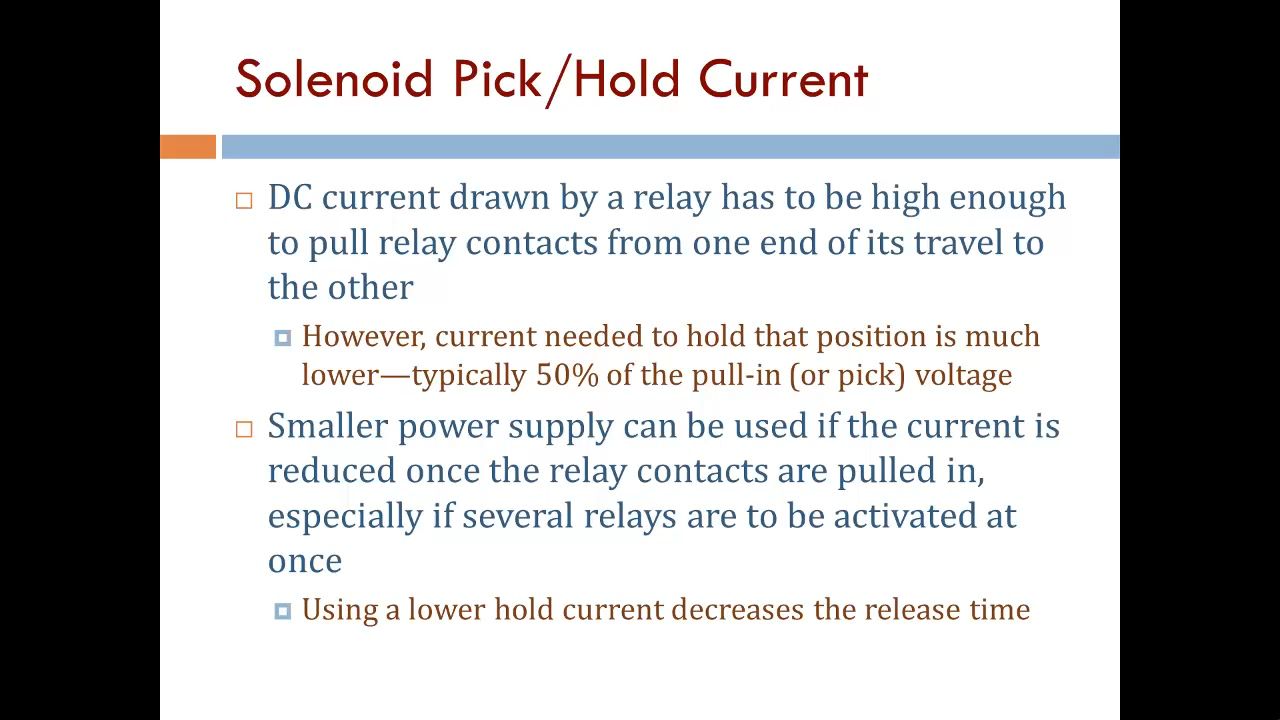 Solenoid Pick/Hold Current
DC current drawn by a relay has to be high enough
to pull relay contacts from one end of its travel to
the other
However, current needed to hold that position is much
lower—typically 50% of the pull-in (or pick) voltage
Smaller power supply can be used if the current is
reduced once the relay contacts are pulled in,
especially if several relays are to be activated at
once
Using a lower hold current decreases the release time